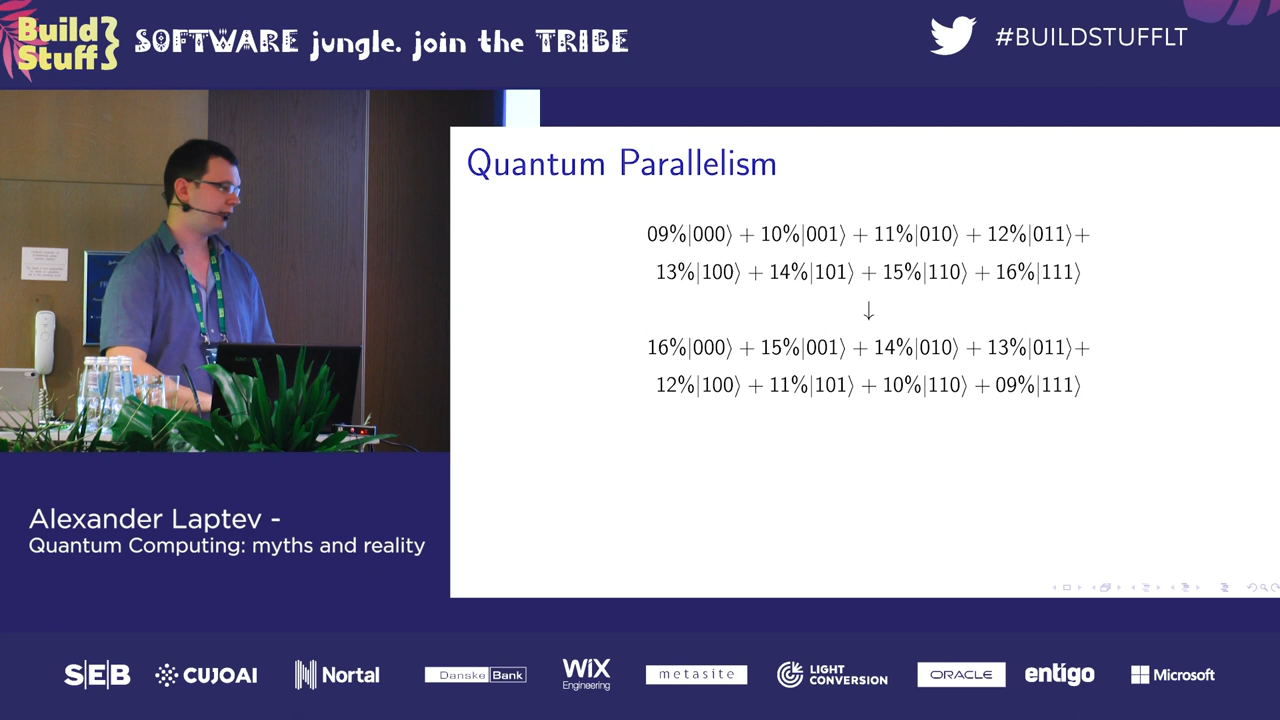 Build
Stuff
SOFTWARE jungle. join the TRIBE
#BUILDSTUFFLT
Quantum Parallelism
09%|000⟩ + 10%|001⟩ + 11%|010⟩ + 12%|011⟩+
13%|100⟩ + 14%|101⟩ + 15%|110⟩ + 16%|111⟩
↓
16%|000⟩ + 15%|001⟩ + 14%|010⟩ + 13%|011⟩+
12%|100⟩ + 11%|101⟩ + 10%|110⟩ + 09%|111⟩
Alexander Laptev -
Quantum Computing: myths and reality
SEB
CUJOAI
Nortal
Danske Bank
WiX
Engineering
metasite
LIGHT
CONVERSION
ORACLE
entigo
Microsoft